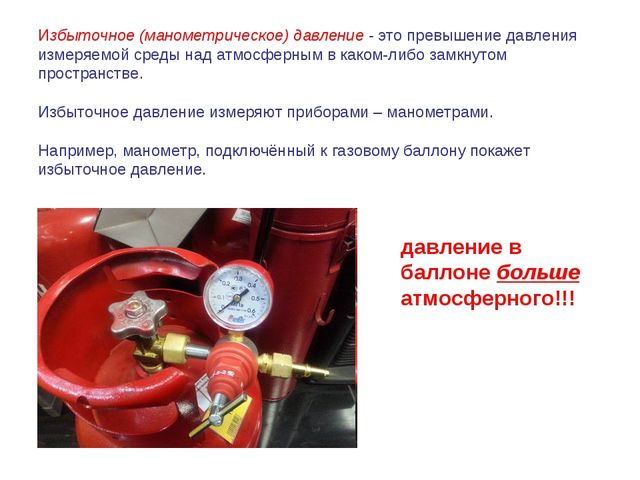 Избыточное (манометрическое) давление - это превышение давления
измеряемой среды над атмосферным в каком-либо замкнутом
пространстве.
Избыточное давление измеряют приборами – манометрами.
Например, манометр, подключённый к газовому баллону покажет
избыточное давление.
давление в
баллоне больше
атмосферного!!!
0.1 0.2 0.3 0.4 0.5 0.6